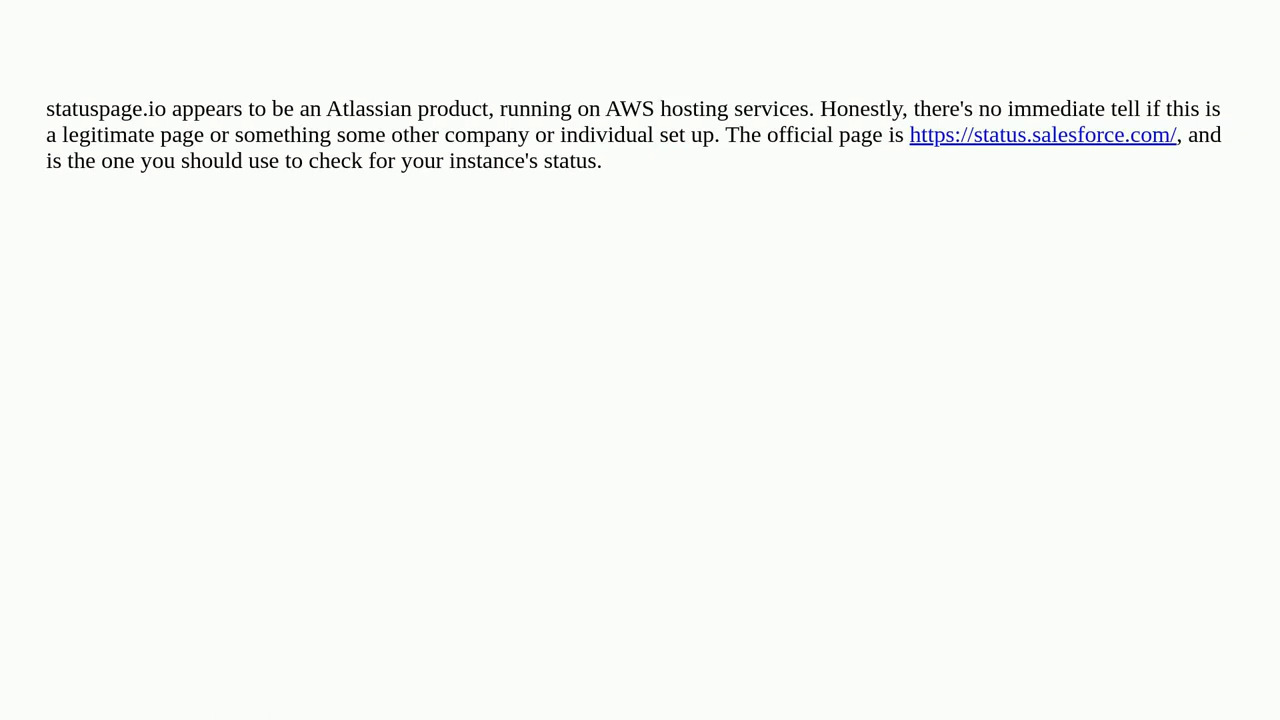 statuspage.io appears to be an Atlassian product, running on AWS hosting services. Honestly, there's no immediate tell if this is
a legitimate page or something some other company or individual set up. The official page is https://status.salesforce.com/, and
is the one you should use to check for your instance's status.